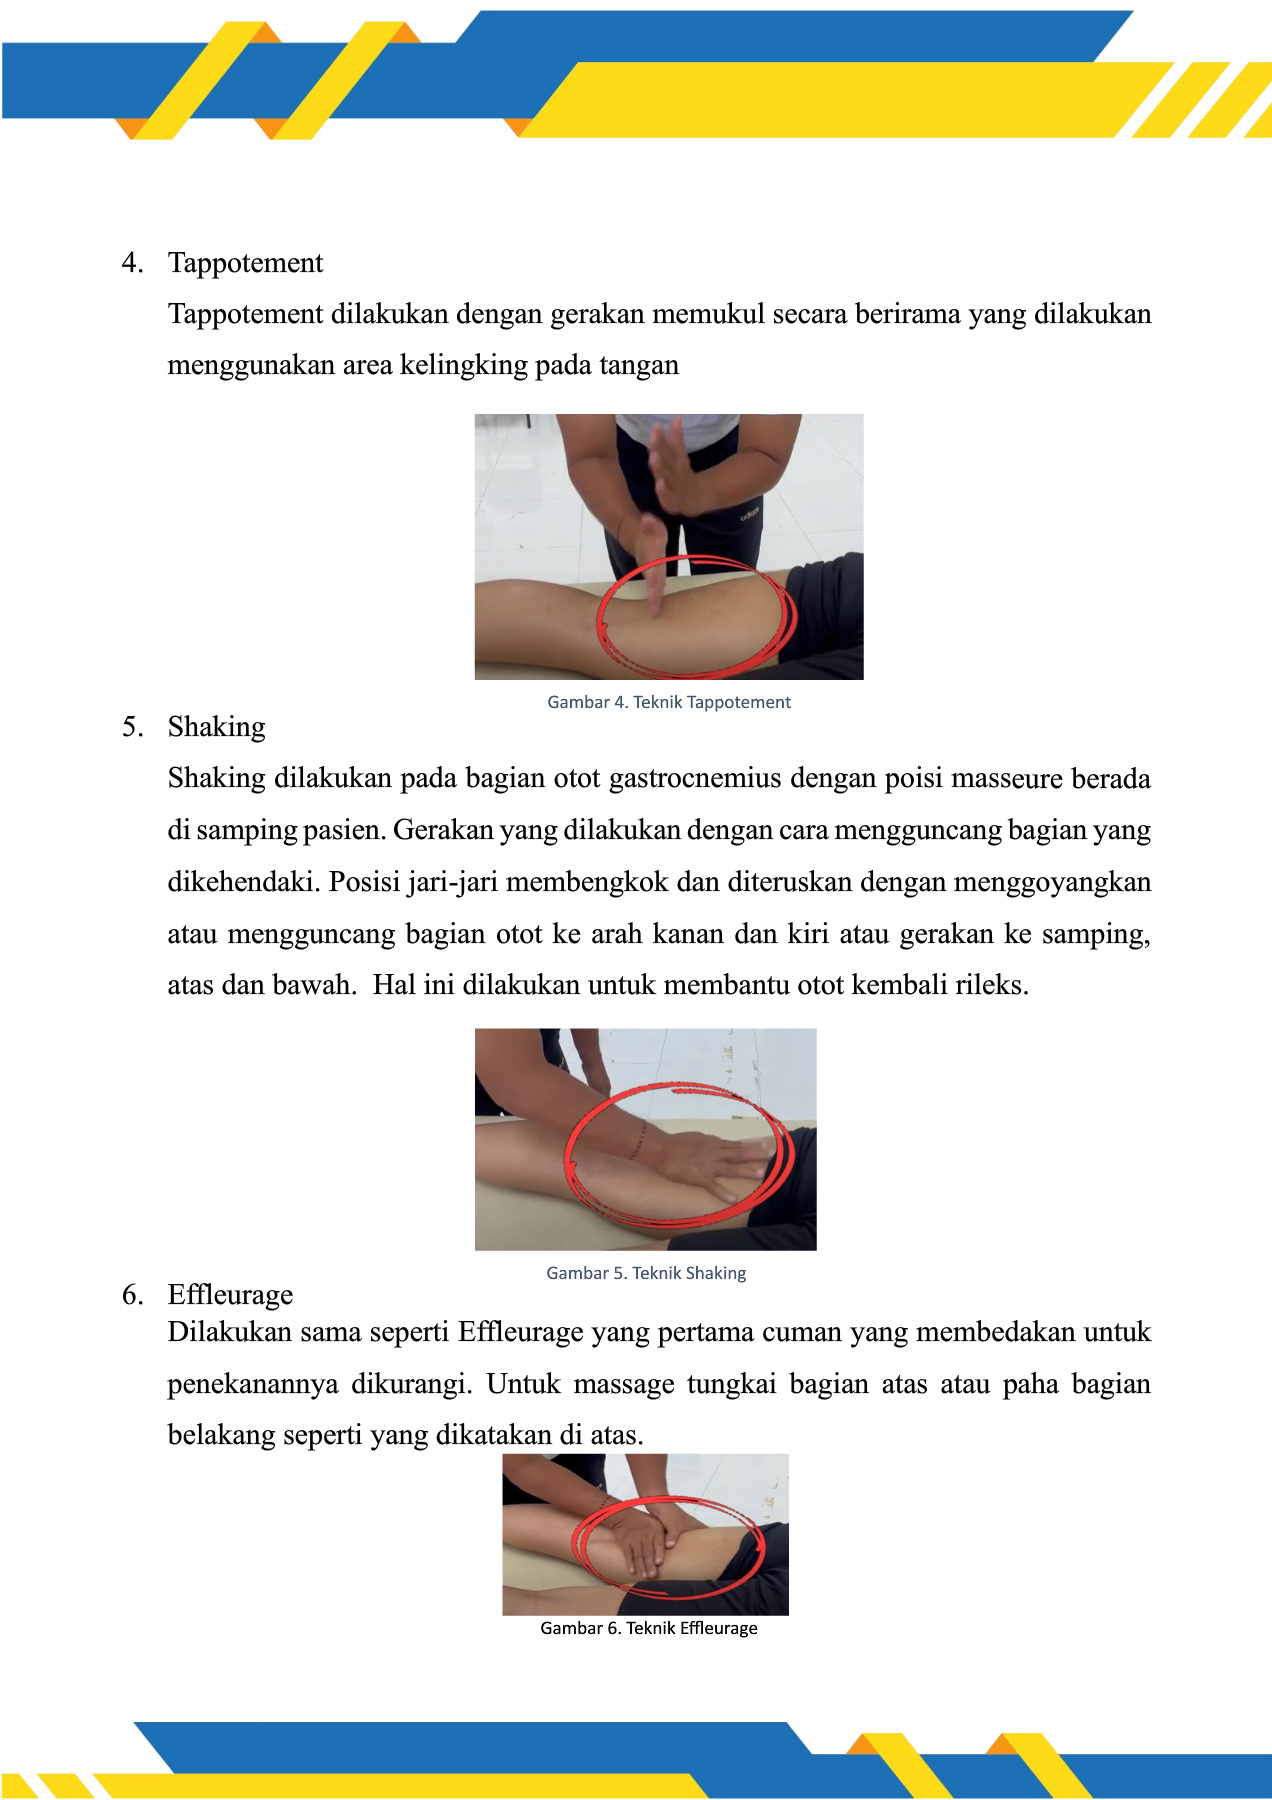 4. Tappotement
Tappotement dilakukan dengan gerakan memukul secara berirama yang dilakukan
menggunakan area kelingking pada tangan
Gambar 4. Teknik Tappotement
5. Shaking
Shaking dilakukan pada bagian otot gastrocnemius dengan poisi masseure berada
di samping pasien. Gerakan yang dilakukan dengan cara mengguncang bagian yang
dikehendaki. Posisi jari-jari membengkok dan diteruskan dengan menggoyangkan
atau mengguncang bagian otot ke arah kanan dan kiri atau gerakan ke samping,
atas dan bawah.  Hal ini dilakukan untuk membantu otot kembali rileks.
Gambar 5. Teknik Shaking
6. Effleurage
Dilakukan sama seperti Effleurage yang pertama cuman yang membedakan untuk
penekanannya dikurangi. Untuk massage tungkai bagian atas atau paha bagian
belakang seperti yang dikatakan di atas.
Gambar 6. Teknik Effleurage